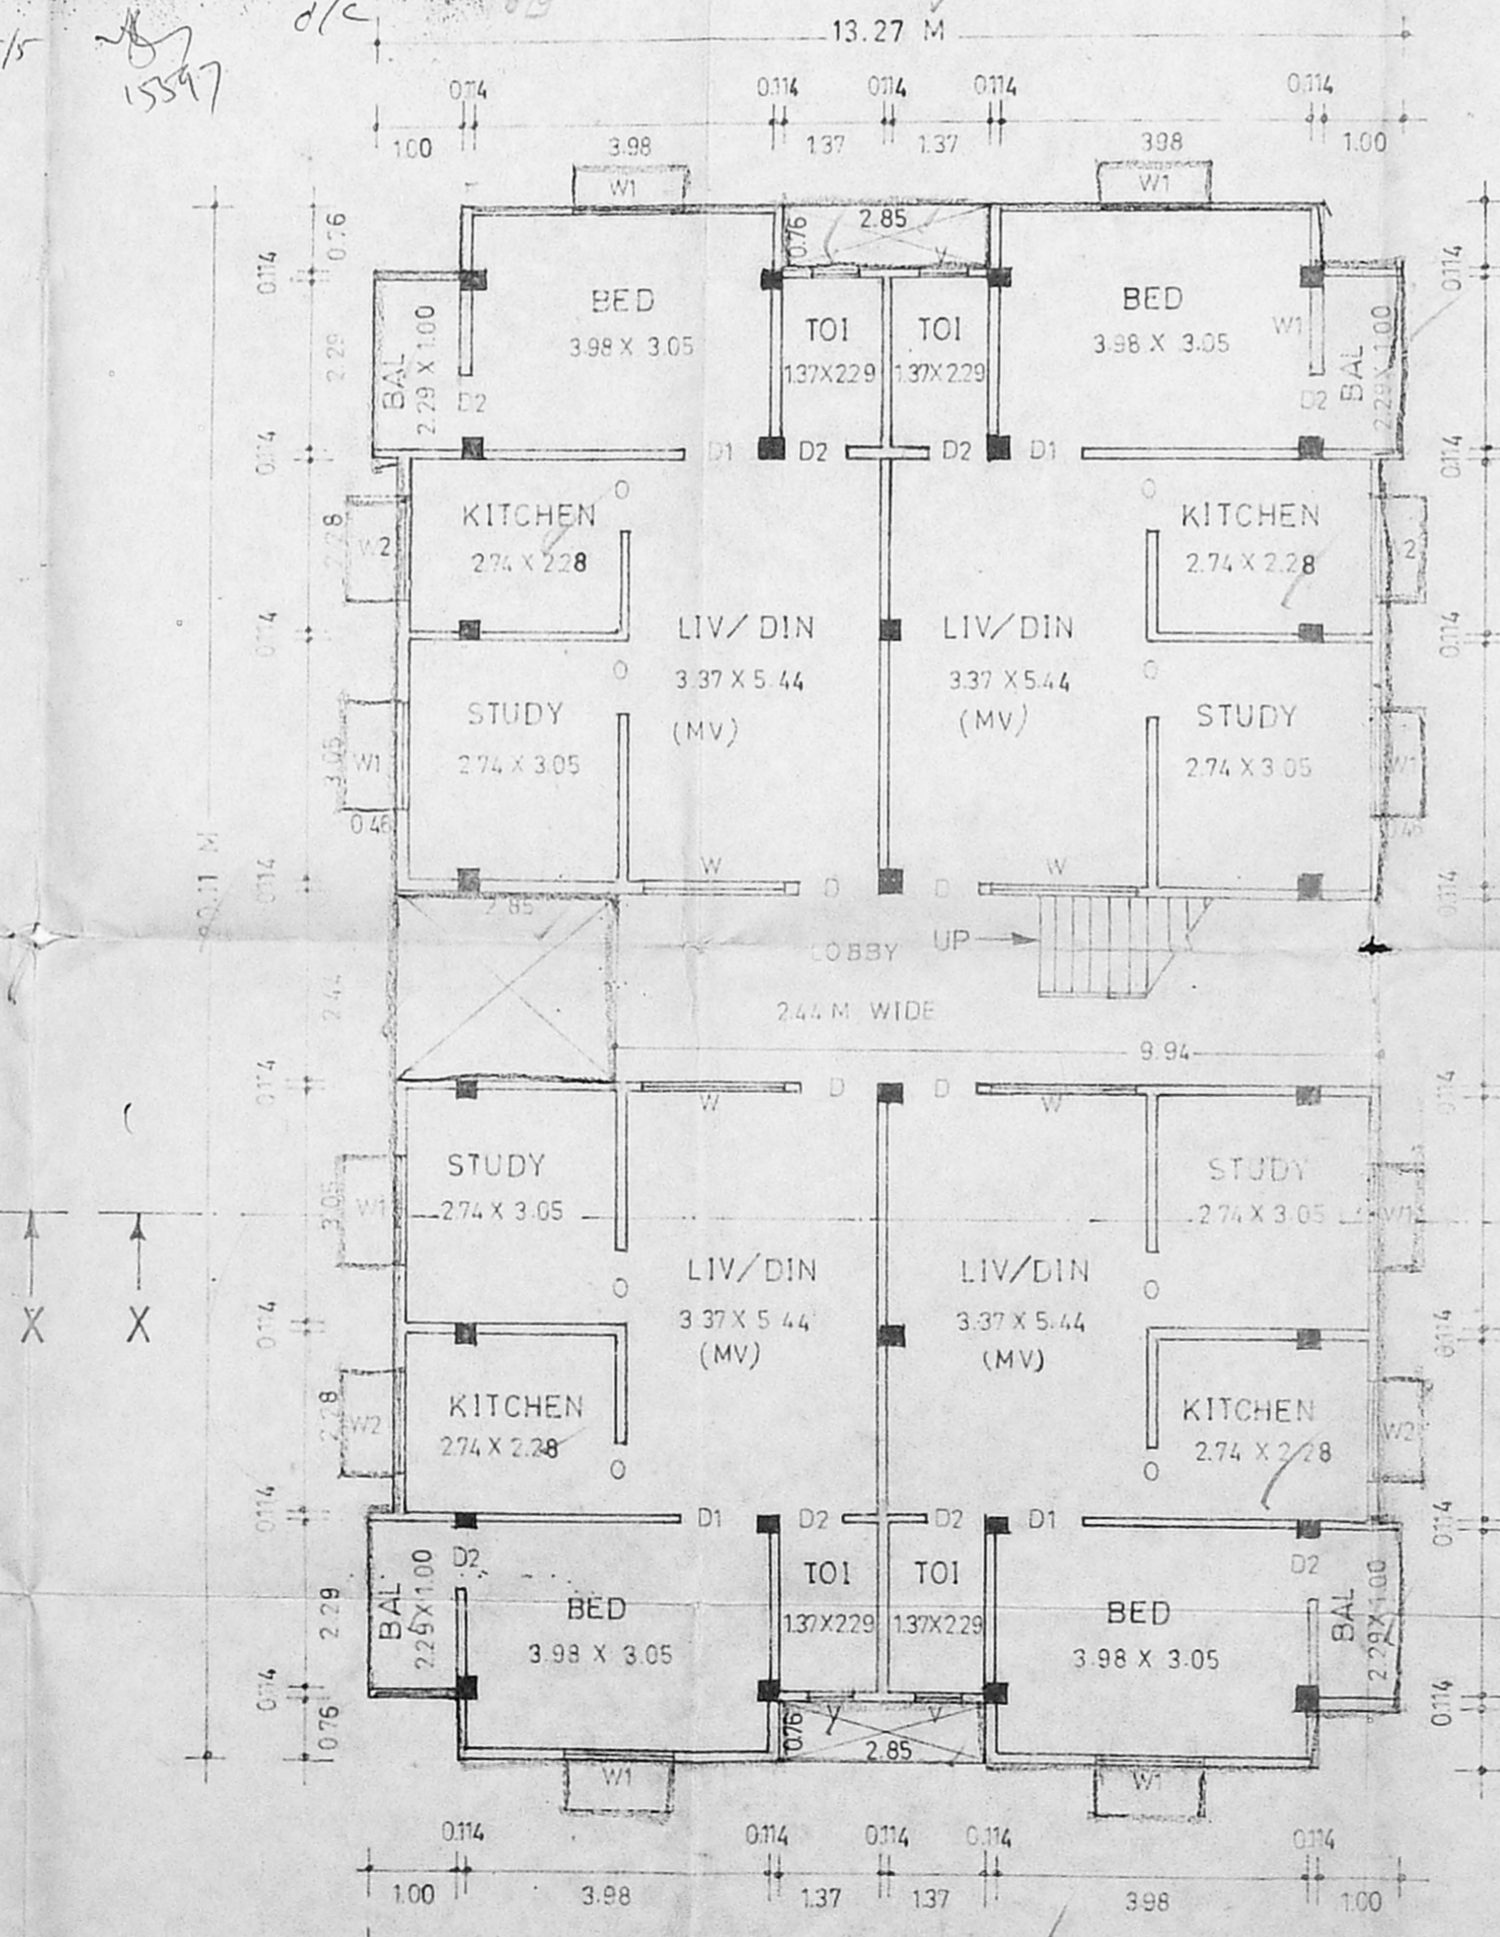 d/c
15597
13.27 M
0.114 0.114 0.114 0.114 0.114
1.00 3.98 1.37 1.37 3.98 1.00
W1 W1
0.76 0.76 2.85
0.114 0.114
BED BED
TOI TOI W1
3.98 X 3.05 3.98 X 3.05
2.29 BAL 2.29 X 1.00 1.37X2.29 1.37X2.29 BAL 2.29X1.00
D2 D2
0.114 D1 D2 D2 D1 0.114
O O
KITCHEN KITCHEN
2.28 W2 2.74 X 2.28 2.74 X 2.28 2
0.114 LIV/DIN LIV/DIN 0.114
O O
3.37 X 5.44 3.37 X 5.44
STUDY (MV) (MV) STUDY
3.05 W1 2.74 X 3.05 2.74 X 3.05 W1
0.46 0.46
W W
0.114 D D 0.114
2.85
11 M
LOBBY UP
2.44 2.44 M WIDE
9.94
0.114 D D 0.114
W W
STUDY STUDY
3.05 W1 2.74 X 3.05 2.74 X 3.05 W1
LIV/DIN LIV/DIN
O O
X X 0.114 3.37 X 5.44 3.37 X 5.44 0.114
(MV) (MV)
KITCHEN KITCHEN
2.28 W2 2.74 X 2.28 2.74 X 2.28 W2
O O
0.114 D1 D2 D2 D1 0.114
D2 D2
TOI TOI
2.29 BAL 2.29X1.00 BED BED BAL 2.29X1.00
1.37X2.29 1.37X2.29
3.98 X 3.05 3.98 X 3.05
0.114 0.114
0.76 0.76 V V
2.85
W1 W1
0.114 0.114 0.114 0.114 0.114
1.00 3.98 1.37 1.37 3.98 1.00